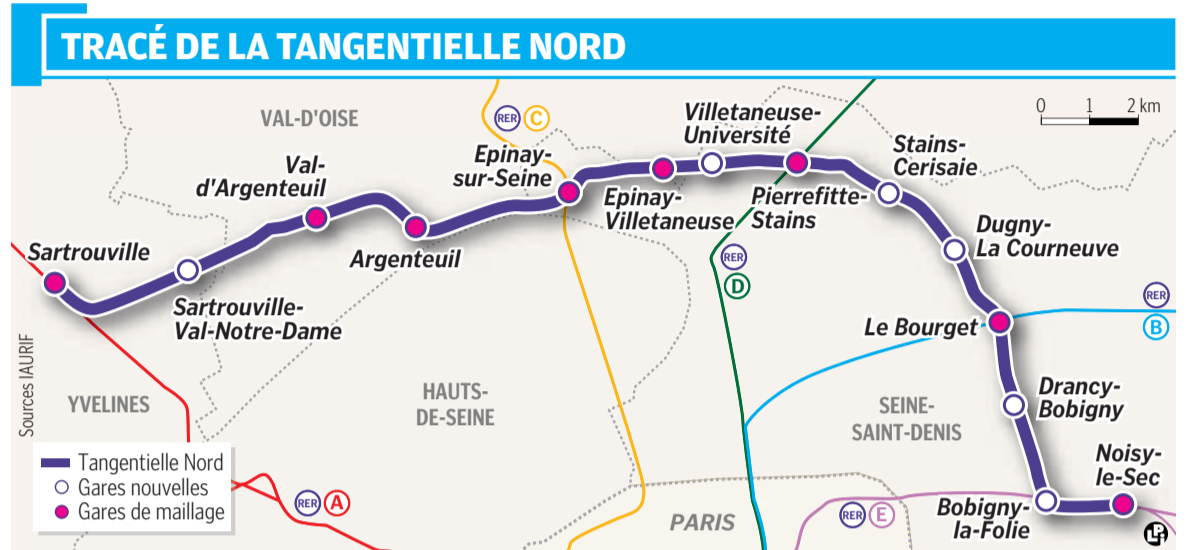 TRACÉ DE LA TANGENTIELLE NORD
0 1 2 km
VAL-D'OISE
RER C
Villetaneuse-
Université
Stains-
Cerisaie
Val-
d'Argenteuil
Epinay-
sur-Seine
Epinay-
Villetaneuse
Pierrefitte-
Stains
Dugny-
La Courneuve
Sartrouville
Argenteuil
RER
D
Sartrouville-
Val-Notre-Dame
RER
B
Le Bourget
Sources IAURIF
YVELINES
HAUTS-
DE-SEINE
SEINE-
SAINT-DENIS
Drancy-
Bobigny
Noisy-
le-Sec
Tangentielle Nord
Gares nouvelles
Gares de maillage
RER A
PARIS
RER E
Bobigny-
la-Folie